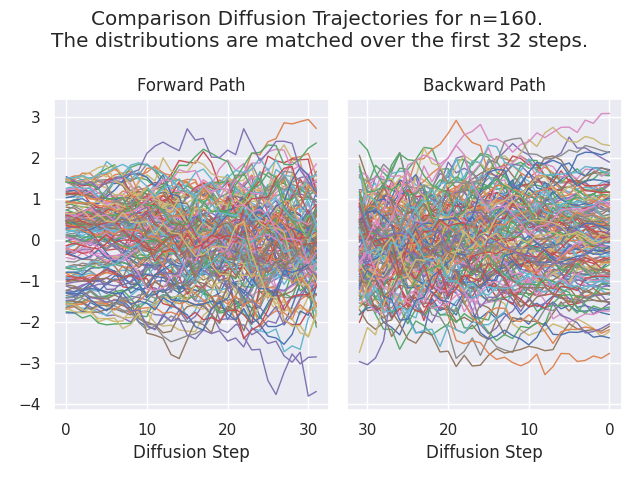 Comparison Diffusion Trajectories for n=160.
The distributions are matched over the first 32 steps.
Forward Path
Backward Path
3
2
1
0
−1
−2
−3
−4
0 10 20 30
30 20 10 0
Diffusion Step
Diffusion Step